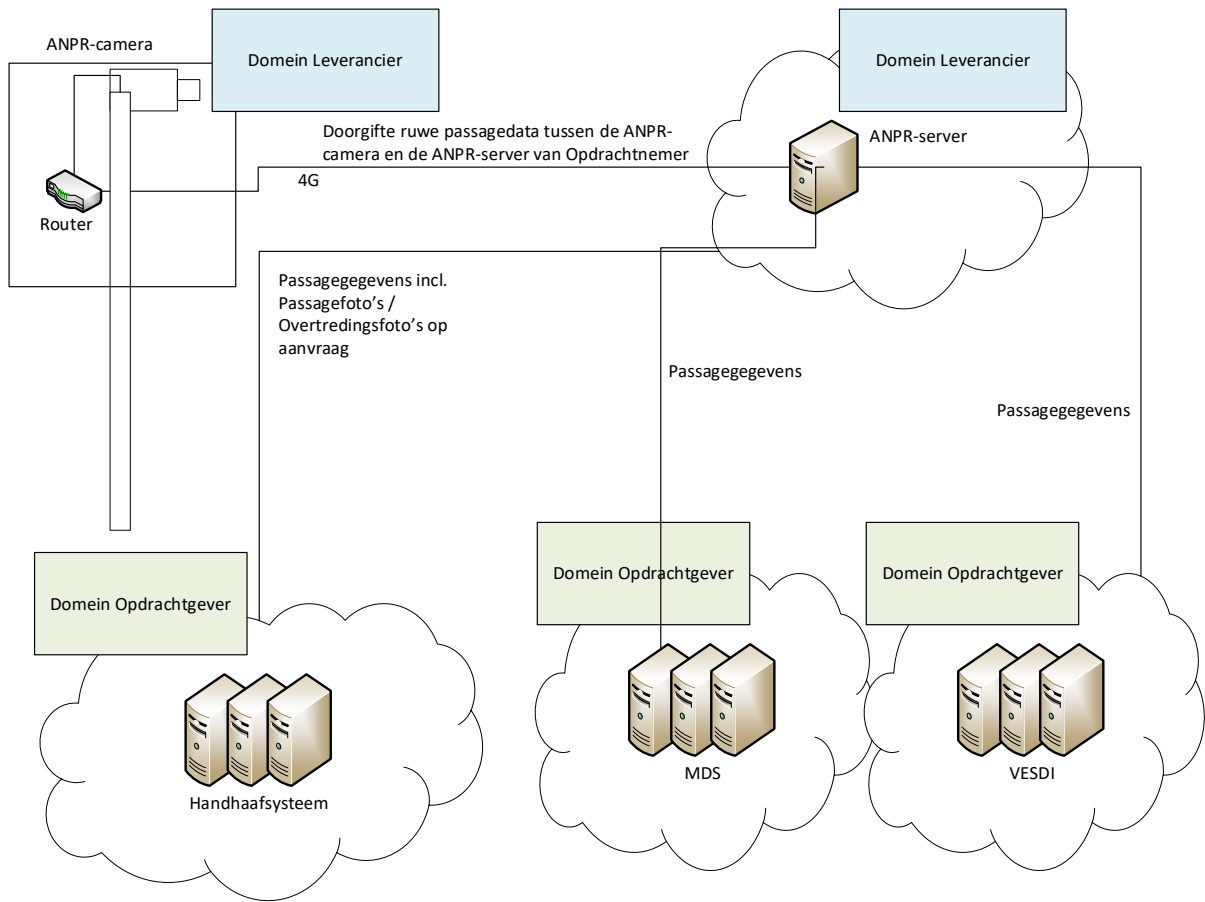 ANPR-camera
Domein Leverancier
Domein Leverancier
ANPR-server
Doorgifte ruwe passagedata tussen de ANPR-
camera en de ANPR-server van Opdrachtnemer
4G
Router
Passagegegevens incl.
Passagefoto’s /
Overtredingsfoto’s op
aanvraag
Passagegegevens
Passagegegevens
Domein Opdrachtgever
Domein Opdrachtgever
Domein Opdrachtgever
Handhaafsysteem
MDS
VESDI